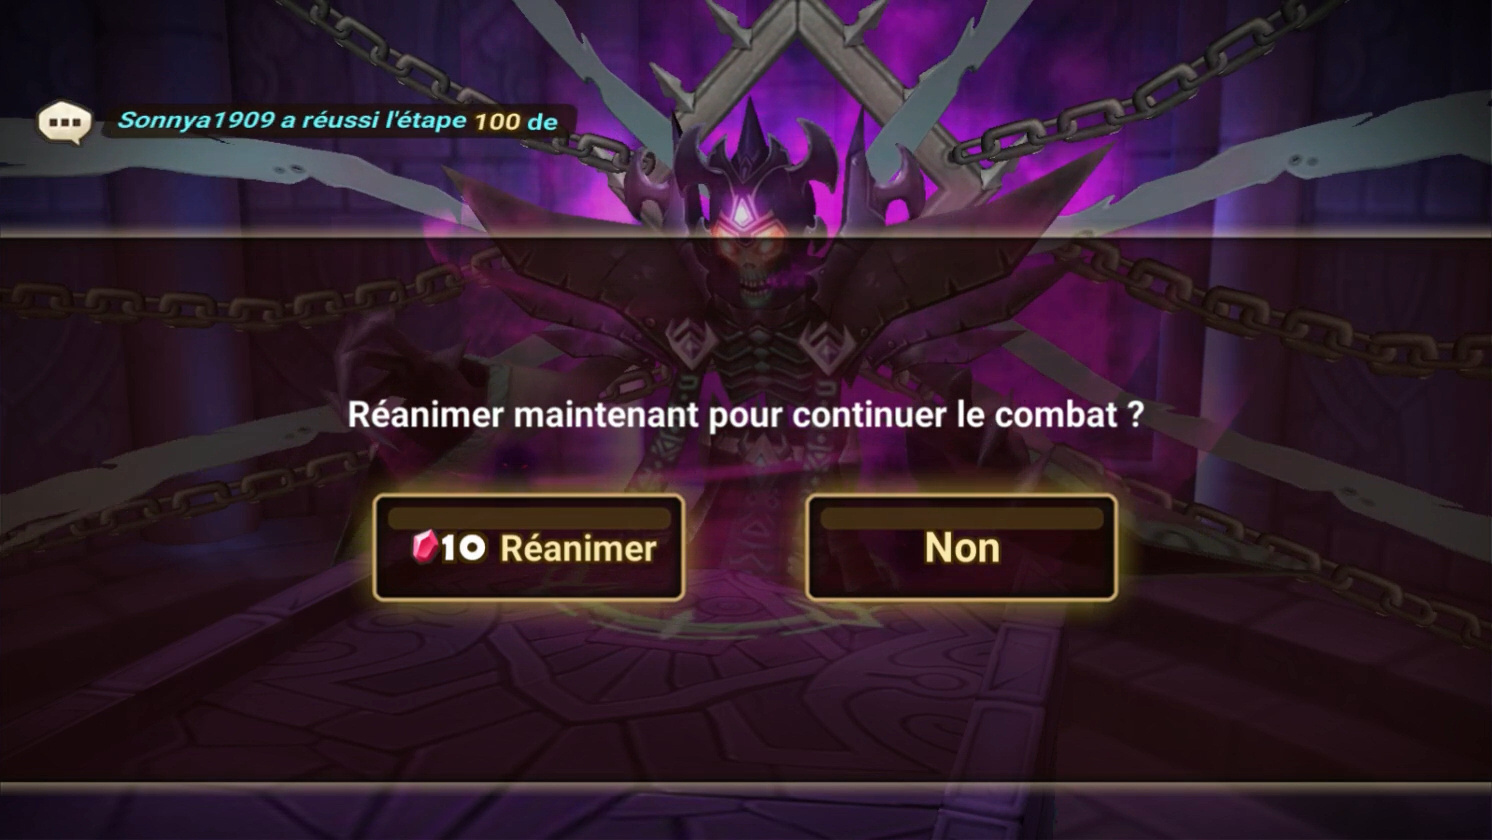 Sonnya1909 a réussi l'étape 100 de
Réanimer maintenant pour continuer le combat ?
10 Réanimer
Non